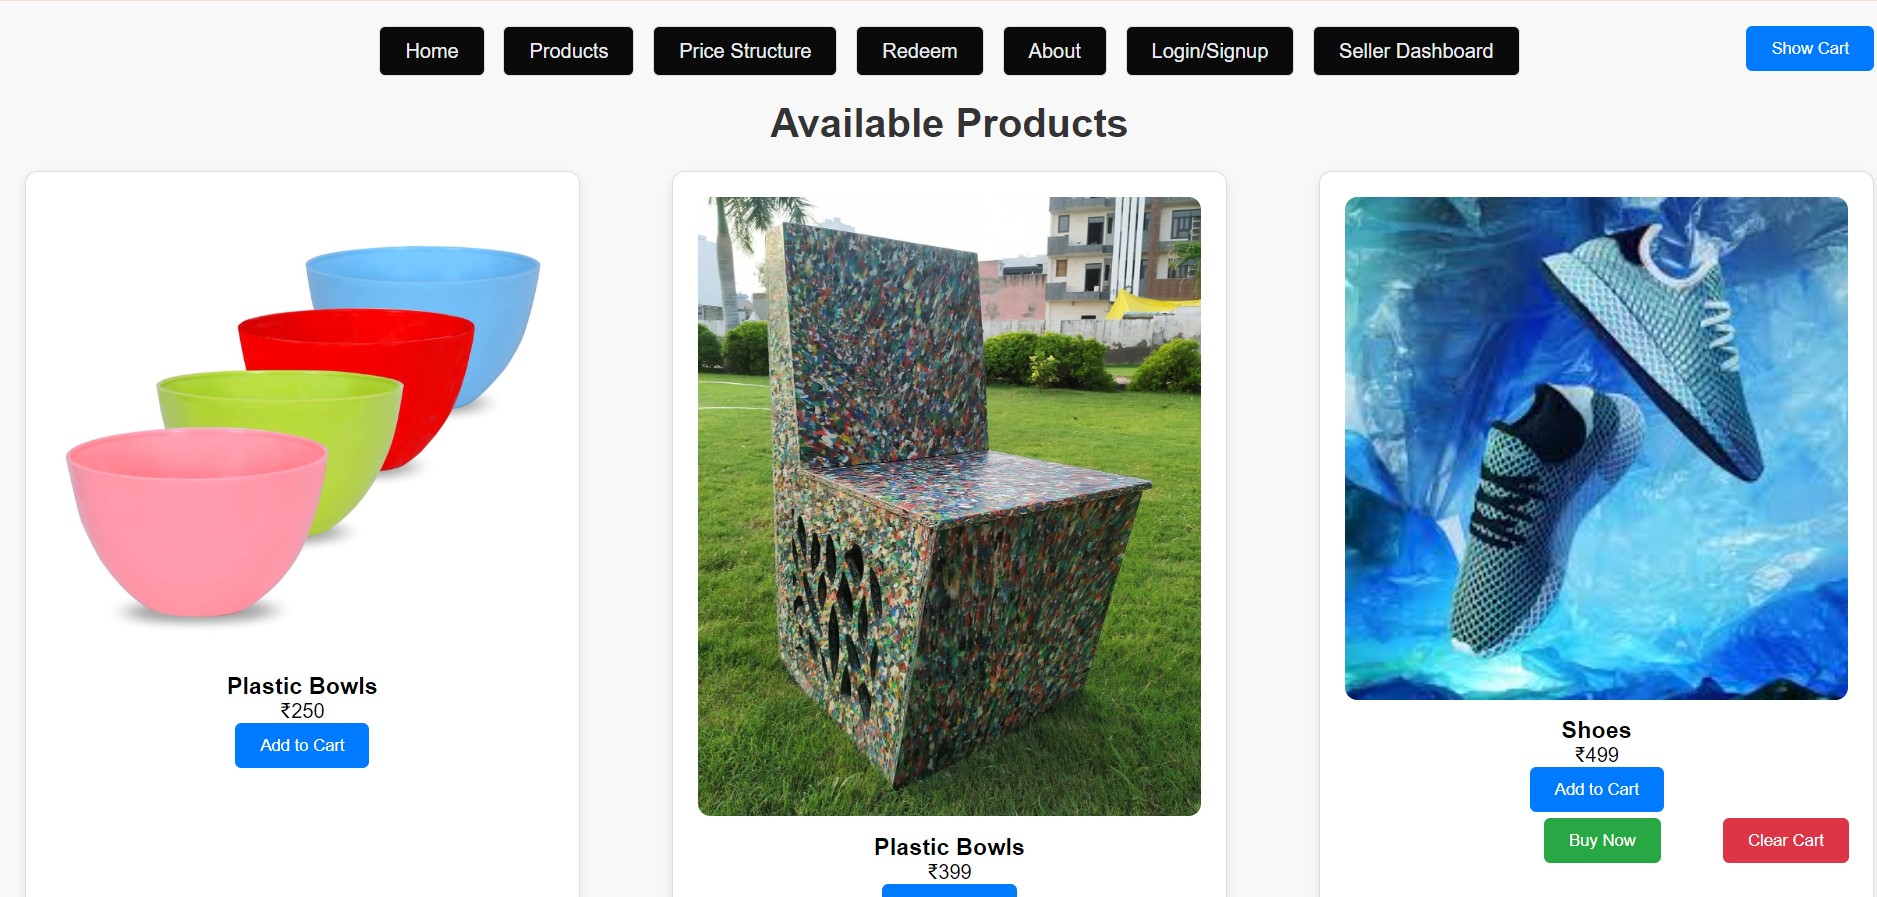 Home Products Price Structure Redeem About Login/Signup Seller Dashboard Show Cart
Available Products
Plastic Bowls
₹250
Add to Cart
Plastic Bowls
₹399
Shoes
₹499
Add to Cart
Buy Now Clear Cart